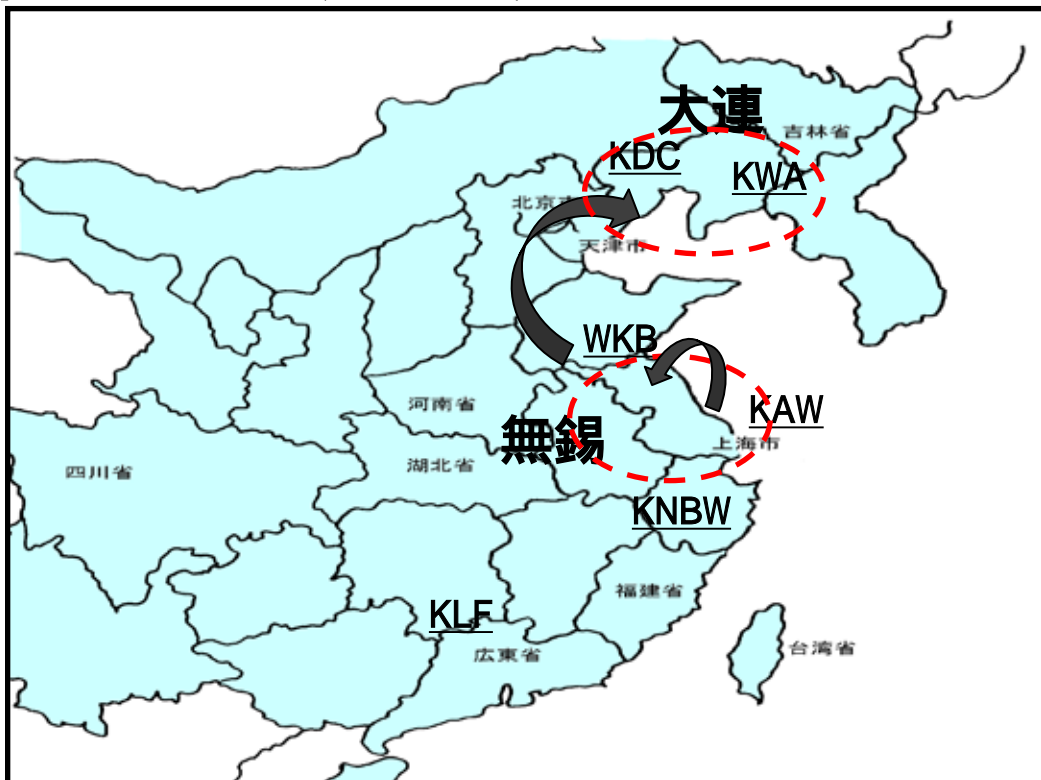 大連
吉林省
KDC
KWA
北京市
天津市
WKB
KAW
河南省
無錫
上海市
湖北省
四川省
KNBW
福建省
KLF
広東省
台湾省